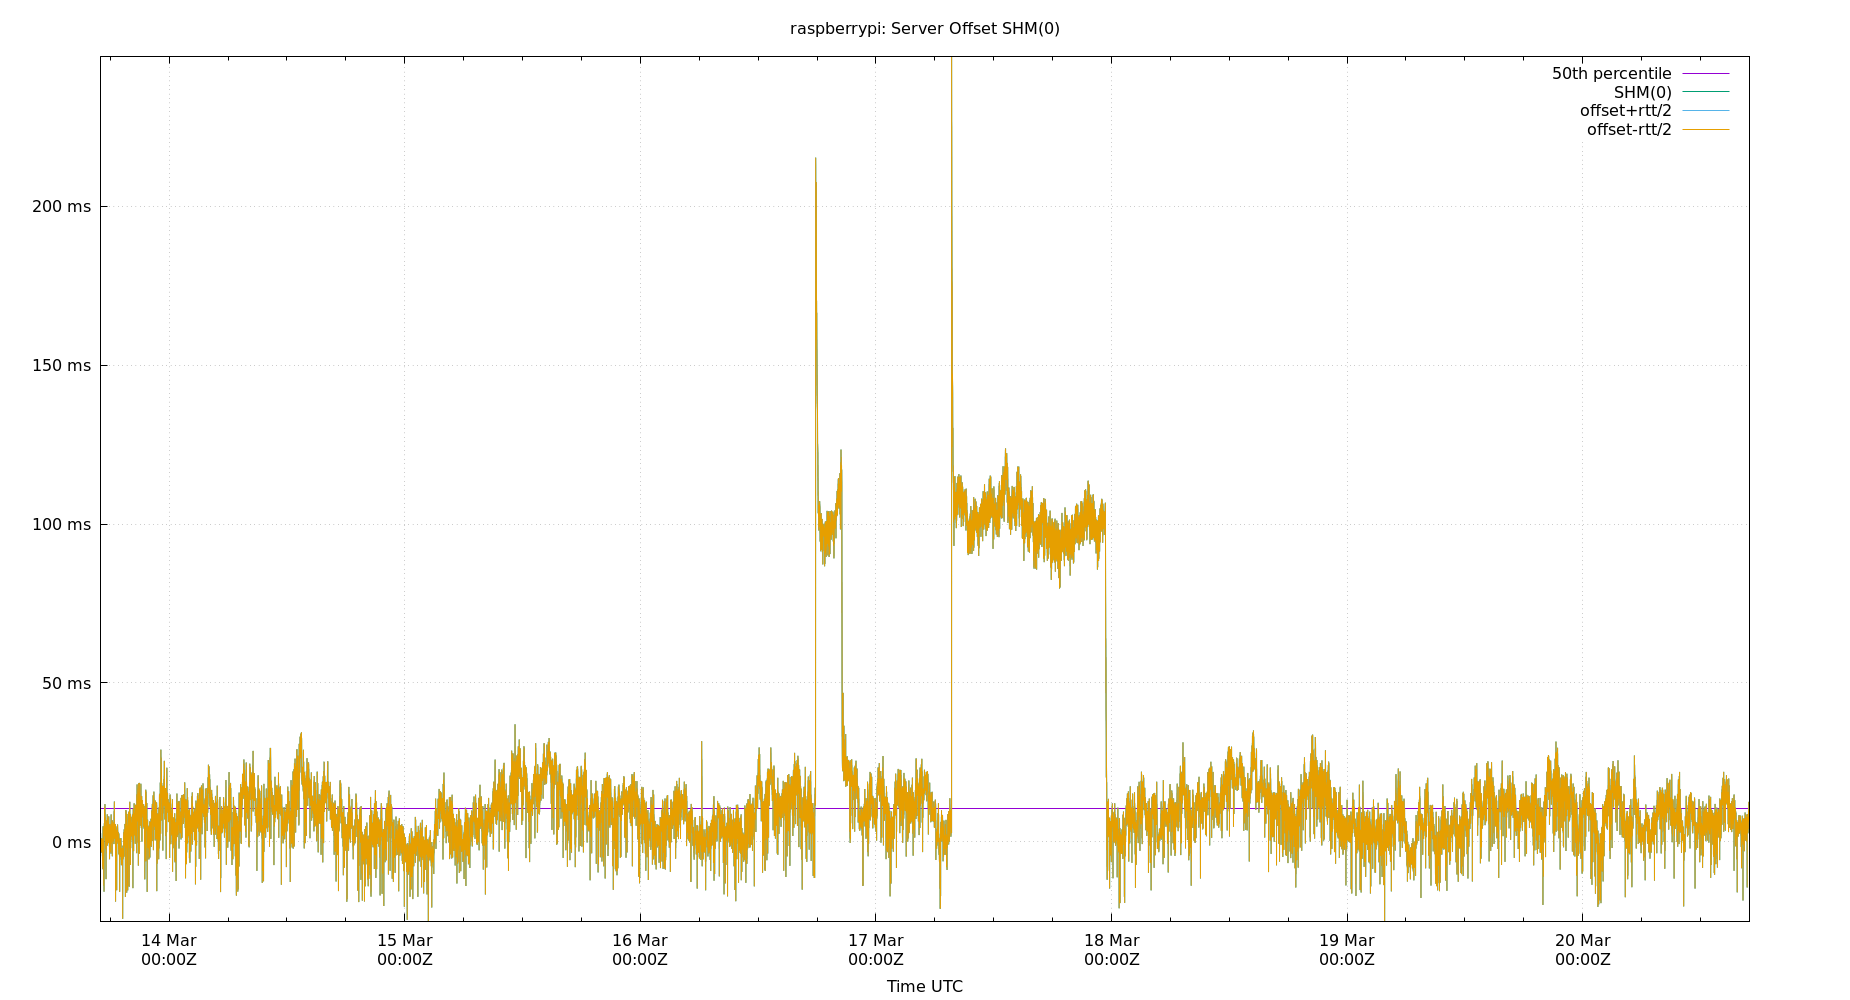 raspberrypi: Server Offset SHM(0)
50th percentile
SHM(0)
offset+rtt/2
offset-rtt/2
200 ms
150 ms
100 ms
50 ms
0 ms
14 Mar 15 Mar 16 Mar 17 Mar 18 Mar 19 Mar 20 Mar
00:00Z 00:00Z 00:00Z 00:00Z 00:00Z 00:00Z 00:00Z
Time UTC